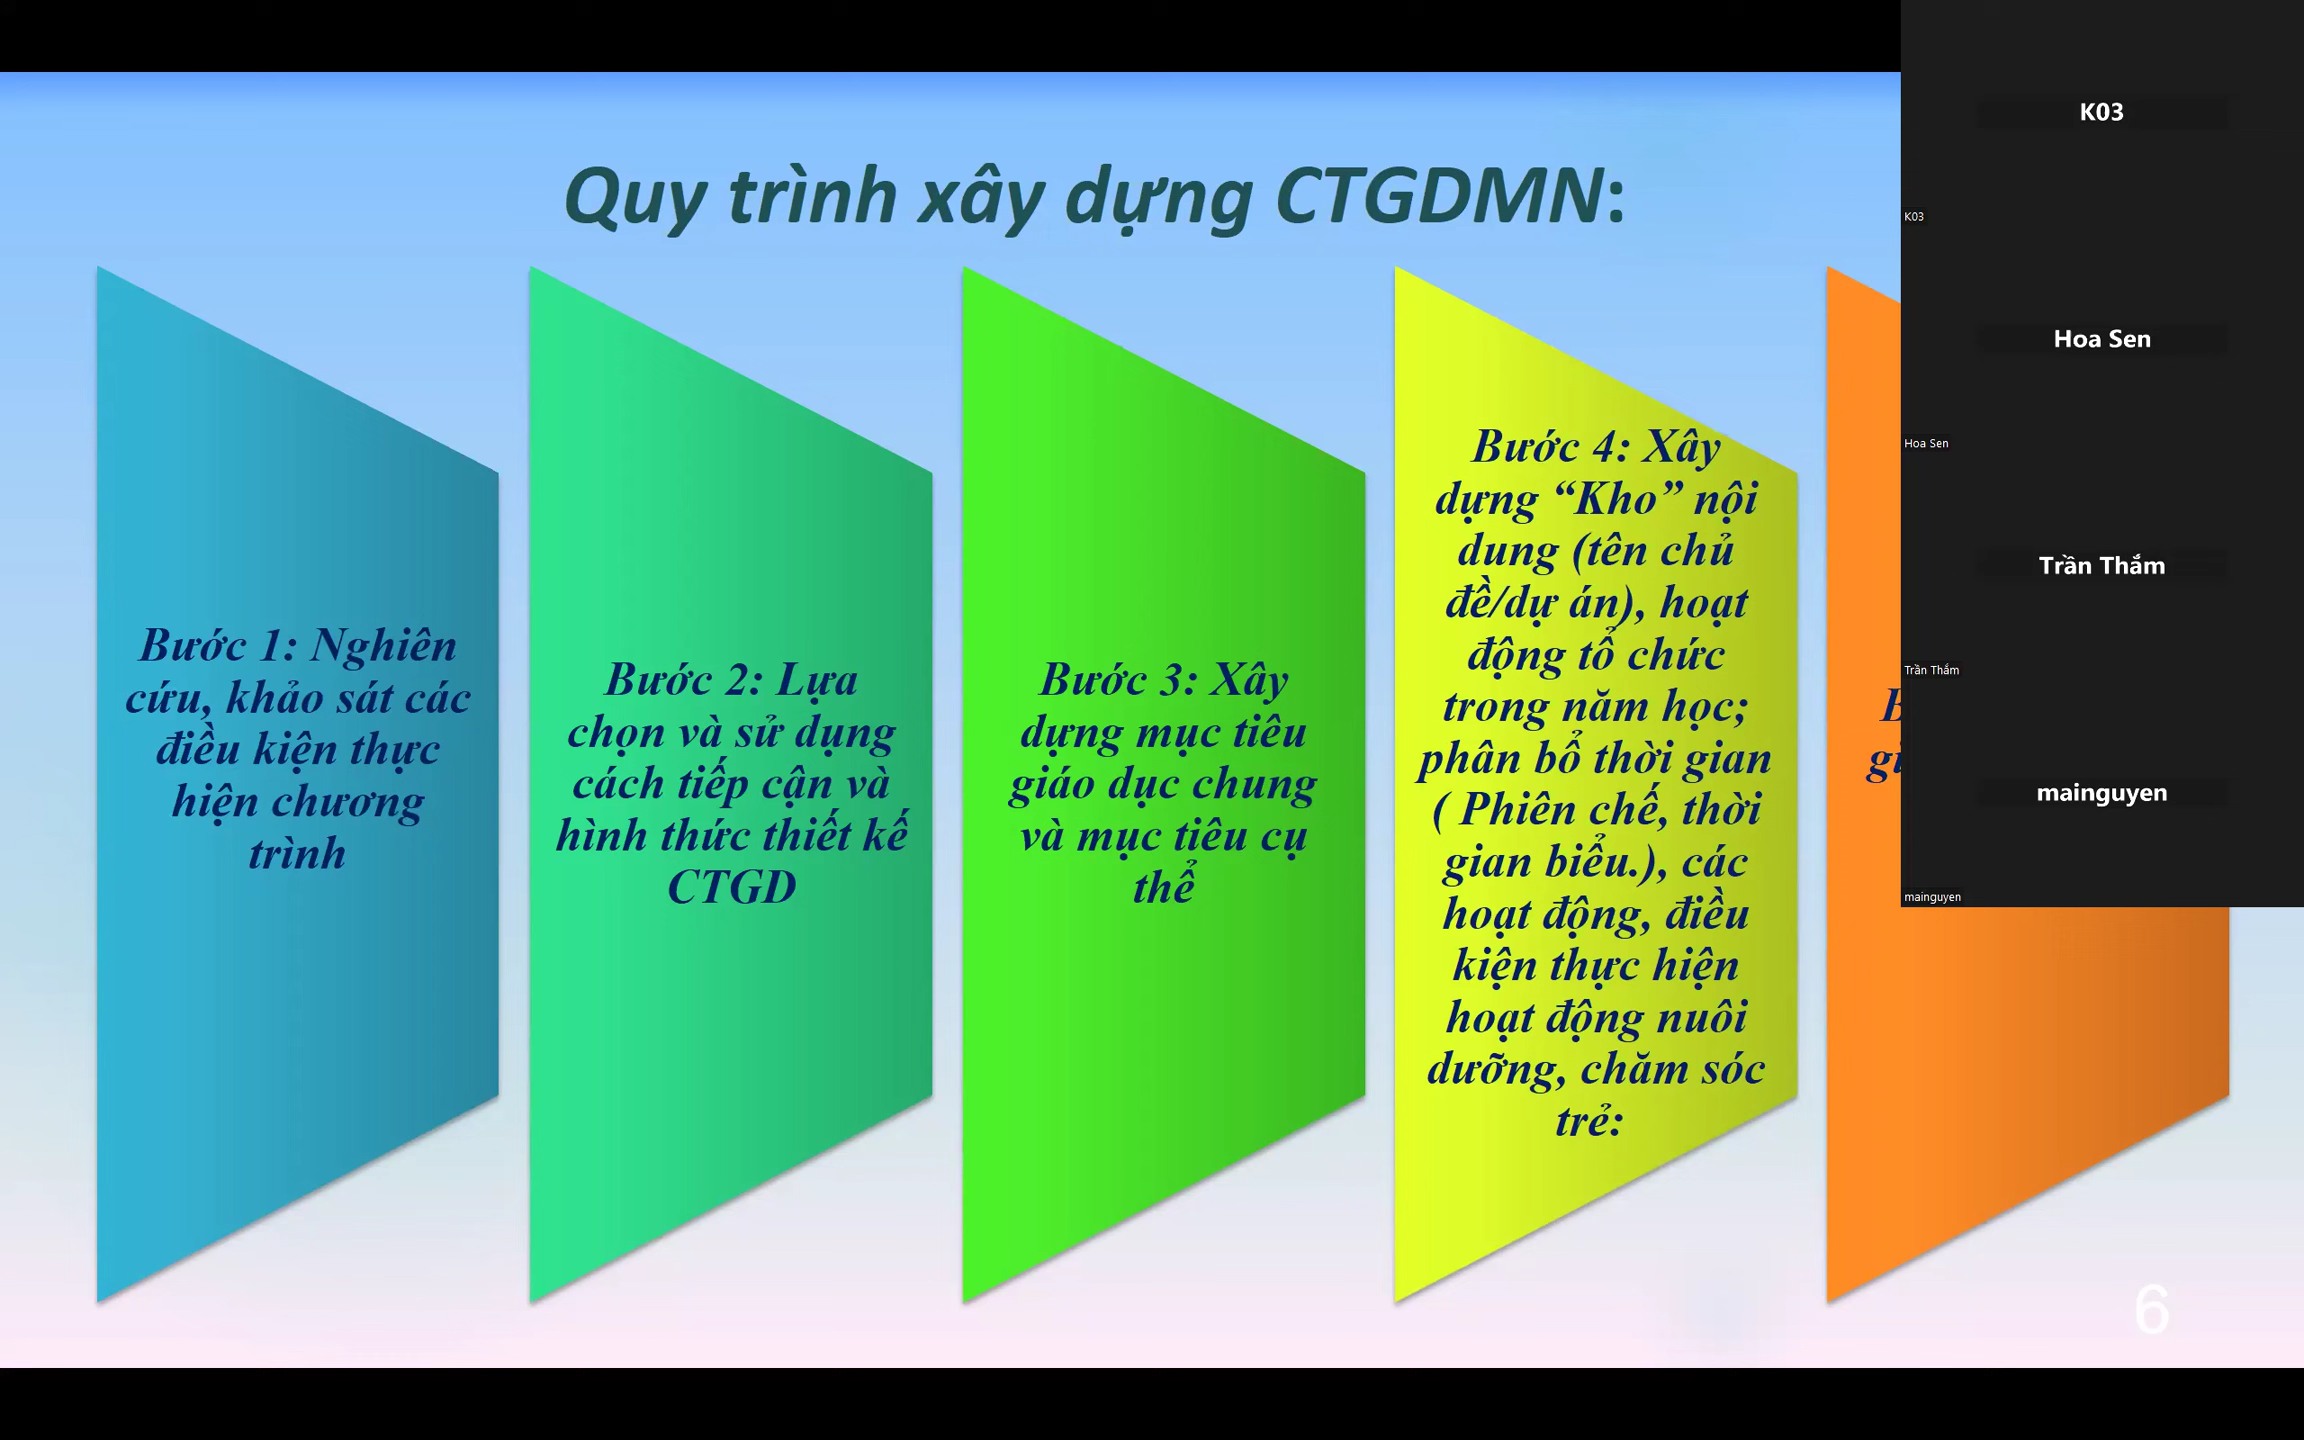 Quy trình xây dựng CTGDMN:
Bước 1: Nghiên
cứu, khảo sát các
điều kiện thực
hiện chương
trình
Bước 2: Lựa
chọn và sử dụng
cách tiếp cận và
hình thức thiết kế
CTGD
Bước 3: Xây
dựng mục tiêu
giáo dục chung
và mục tiêu cụ
thể
Bước 4: Xây
dựng “Kho” nội
dung (tên chủ
đề/dự án), hoạt
động tổ chức
trong năm học;
phân bổ thời gian
( Phiên chế, thời
gian biểu.), các
hoạt động, điều
kiện thực hiện
hoạt động nuôi
dưỡng, chăm sóc
trẻ:
K03
K03
Hoa Sen
Hoa Sen
Trần Thắm
Trần Thắm
mainguyen
mainguyen
6